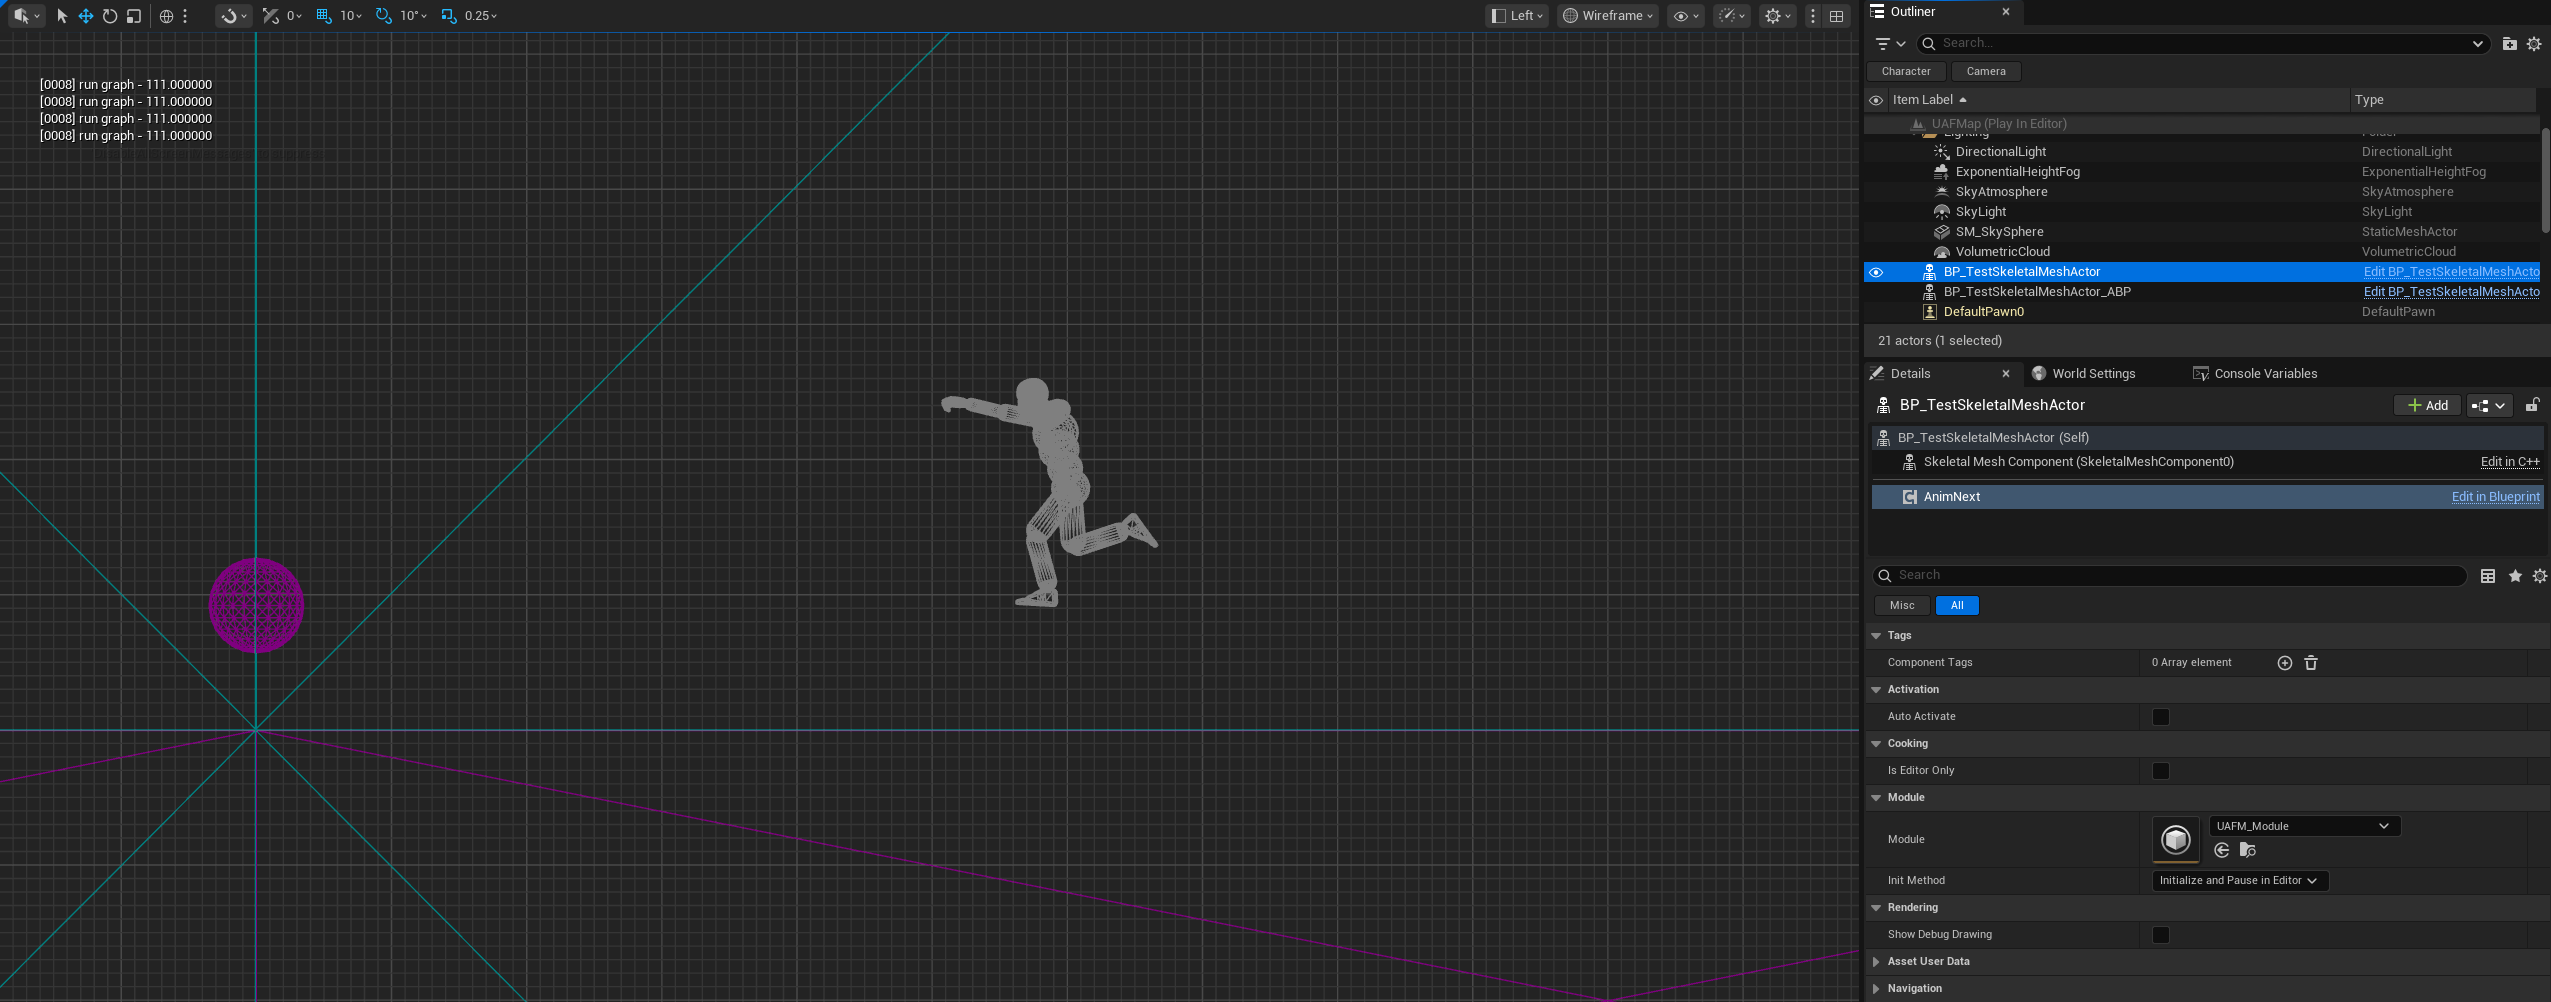 0
10
10°
0.25
Left
Wireframe
[0008] run graph - 111.000000
[0008] run graph - 111.000000
[0008] run graph - 111.000000
[0008] run graph - 111.000000
Outliner
Search...
Character
Camera
Item Label
Type
UAFMap (Play In Editor)
Lighting
Folder
DirectionalLight
DirectionalLight
ExponentialHeightFog
ExponentialHeightFog
SkyAtmosphere
SkyAtmosphere
SkyLight
SkyLight
SM_SkySphere
StaticMeshActor
VolumetricCloud
VolumetricCloud
BP_TestSkeletalMeshActor
Edit BP_TestSkeletalMeshActo
BP_TestSkeletalMeshActor_ABP
Edit BP_TestSkeletalMeshActo
DefaultPawn0
DefaultPawn
21 actors (1 selected)
Details
World Settings
Console Variables
BP_TestSkeletalMeshActor
Add
BP_TestSkeletalMeshActor (Self)
Skeletal Mesh Component (SkeletalMeshComponent0)
Edit in C++
AnimNext
Edit in Blueprint
Search
Misc
All
Tags
Component Tags
0 Array element
Activation
Auto Activate
Cooking
Is Editor Only
Module
Module
UAFM_Module
Init Method
Initialize and Pause in Editor
Rendering
Show Debug Drawing
Asset User Data
Navigation